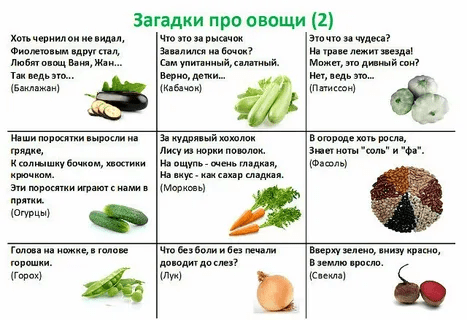 Загадки про овощи (2)
Хоть чернил он не видал,
Фиолетовым вдруг стал,
Любят овощ Ваня, Жан...
Так ведь это...
(Баклажан)
Что это за рысачок
Завалился на бочок?
Сам упитанный, салатный.
Верно, детки...
(Кабачок)
Это что за чудеса?
На траве лежит звезда!
Может, это дивный сон?
Нет, ведь это...
(Патиссон)
Наши поросятки выросли на
грядке,
К солнышку бочком, хвостики
крючком.
Эти поросятки играют с нами в
прятки.
(Огурцы)
За кудрявый хохолок
Лису из норки поволок.
На ощупь - очень гладкая,
На вкус - как сахар сладкая.
(Морковь)
В огороде хоть росла,
Знает ноты "соль" и "фа".
(Фасоль)
Голова на ножке, в голове
горошки.
(Горох)
Что без боли и без печали
доводит до слез?
(Лук)
Вверху зелено, внизу красно,
В землю вросло.
(Свекла)